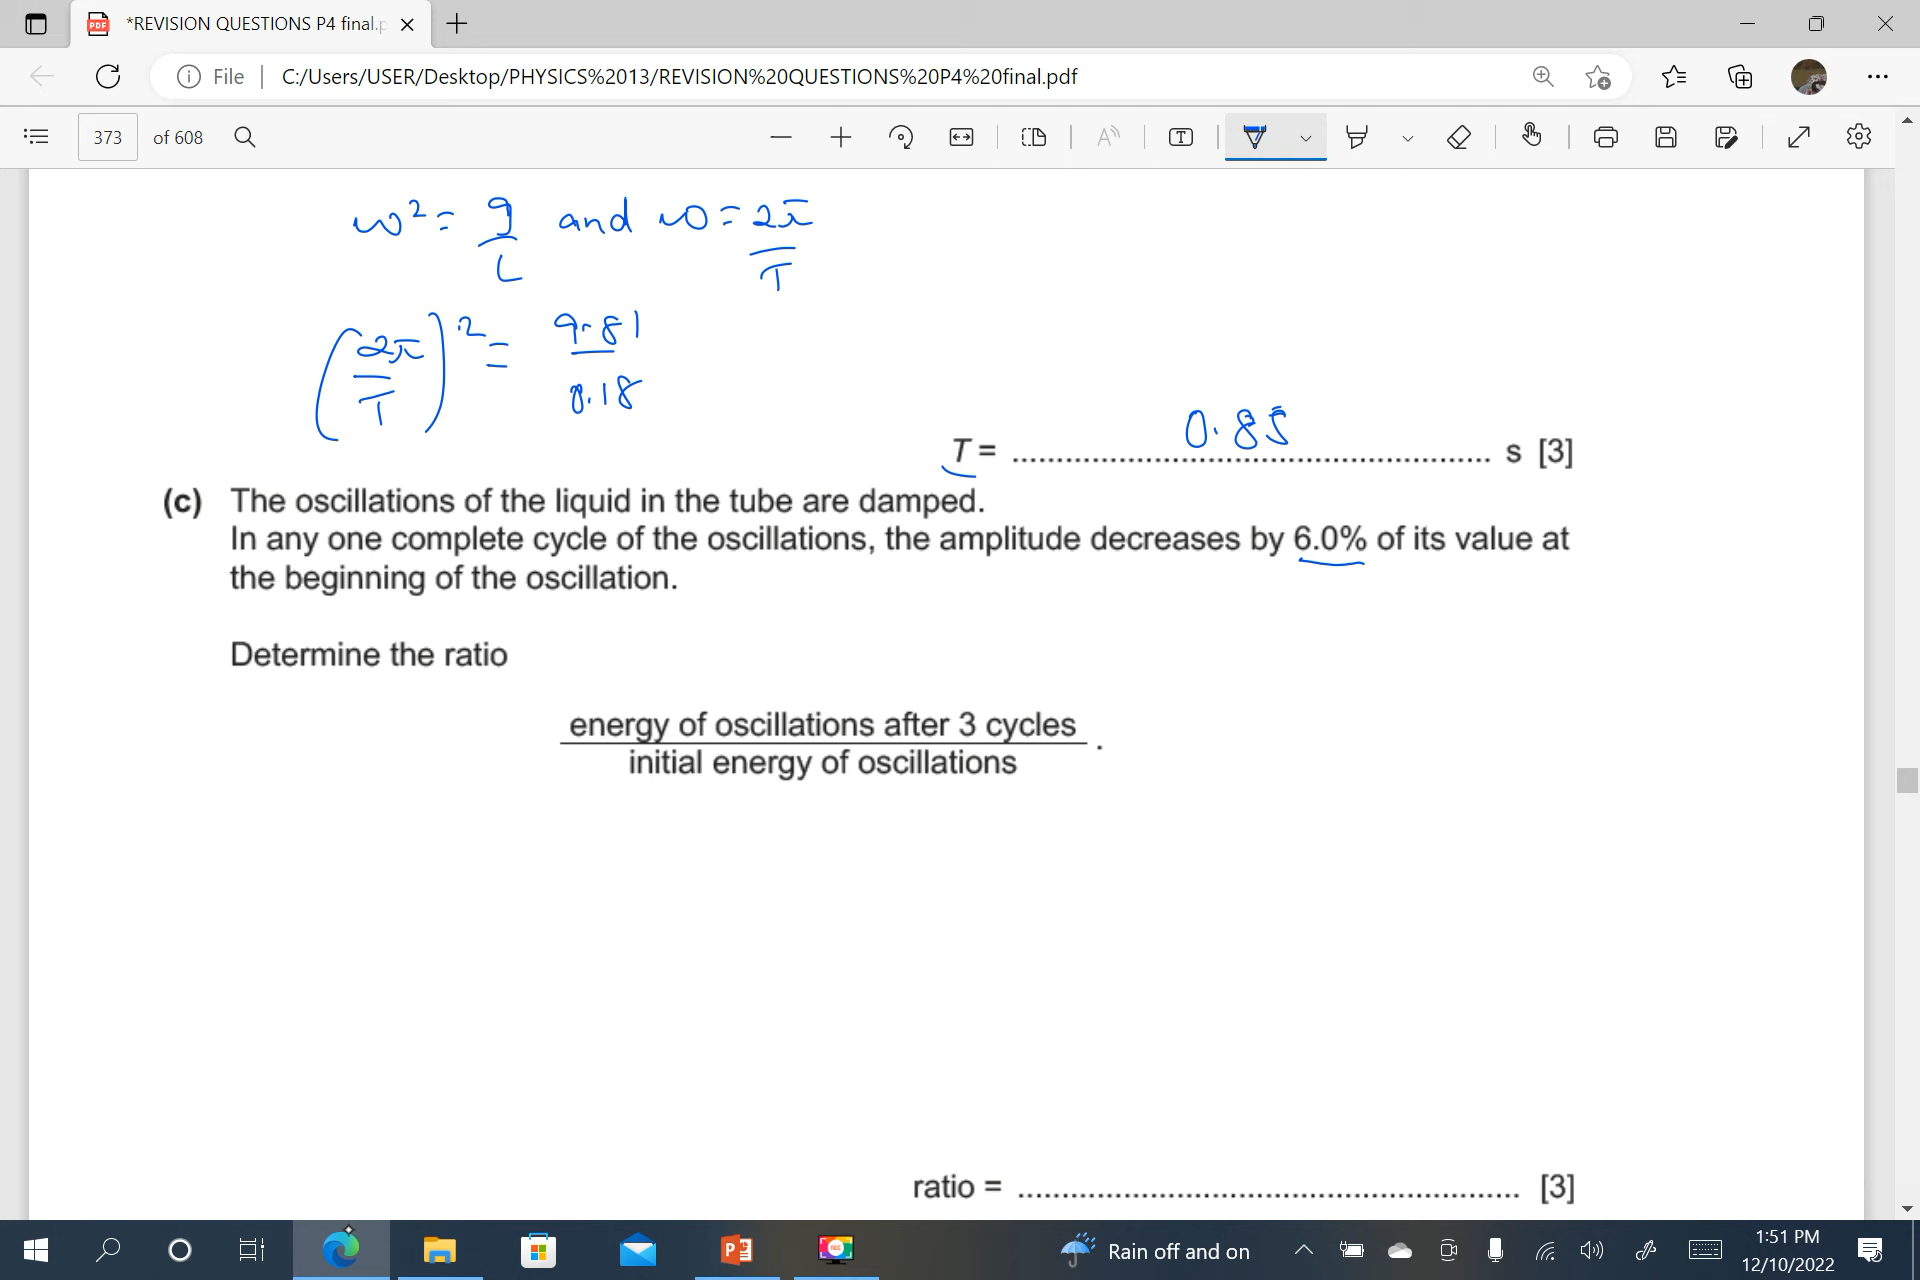 *REVISION QUESTIONS P4 final.p
File
C:/Users/USER/Desktop/PHYSICS%2013/REVISION%20QUESTIONS%20P4%20final.pdf
373 of 608
ω² = g/L and ω = 2π/T
(2π/T)² = 9.81/0.18
T = 0.85 s [3]
(c) The oscillations of the liquid in the tube are damped.
In any one complete cycle of the oscillations, the amplitude decreases by 6.0% of its value at
the beginning of the oscillation.
Determine the ratio
energy of oscillations after 3 cycles
initial energy of oscillations .
ratio = .................................................... [3]
Rain off and on
1:51 PM
12/10/2022